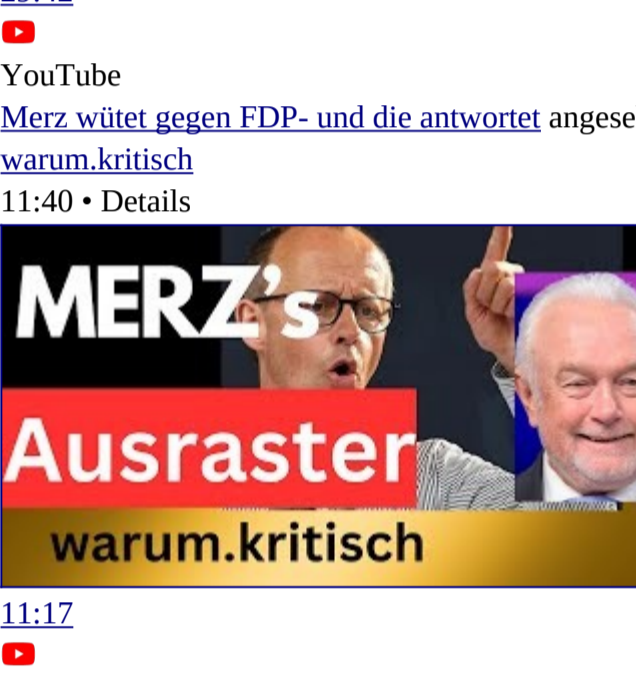 YouTube
Merz wütet gegen FDP- und die antwortet angese
warum.kritisch
11:40 • Details
MERZ's
Ausraster
warum.kritisch
11:17